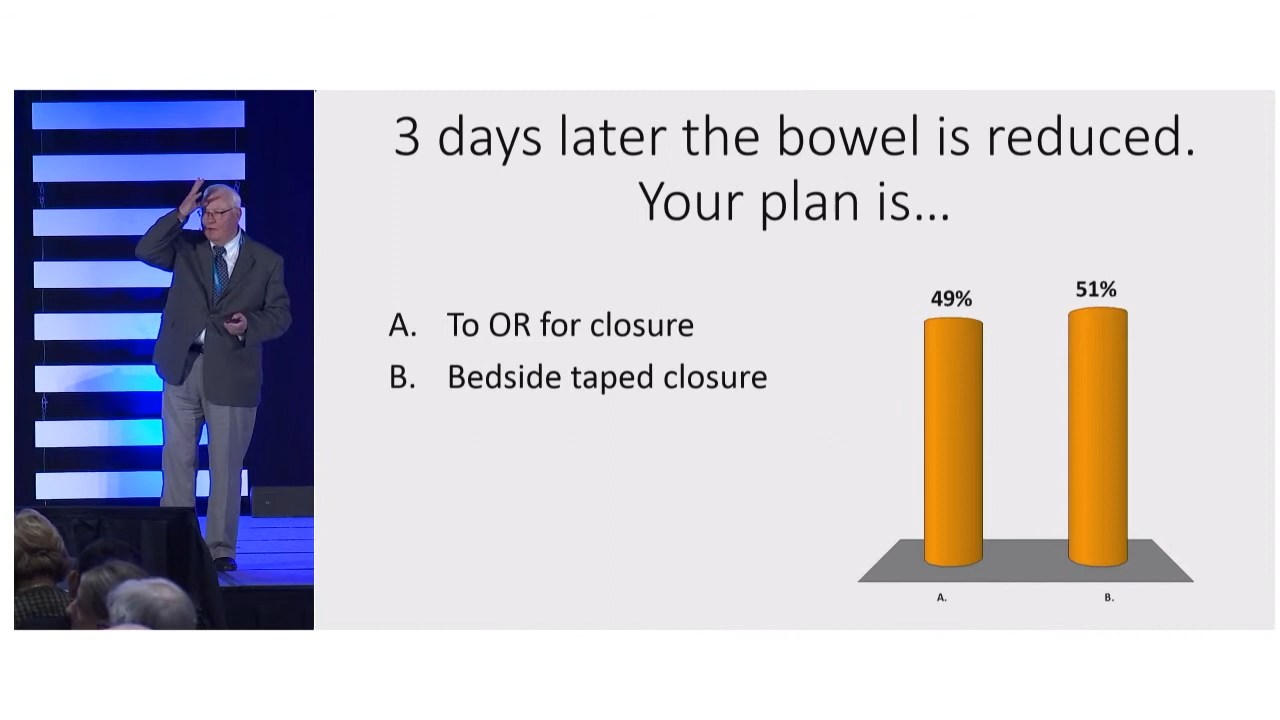 3 days later the bowel is reduced.
Your plan is...
A. To OR for closure
B. Bedside taped closure
49%
51%
A.
B.